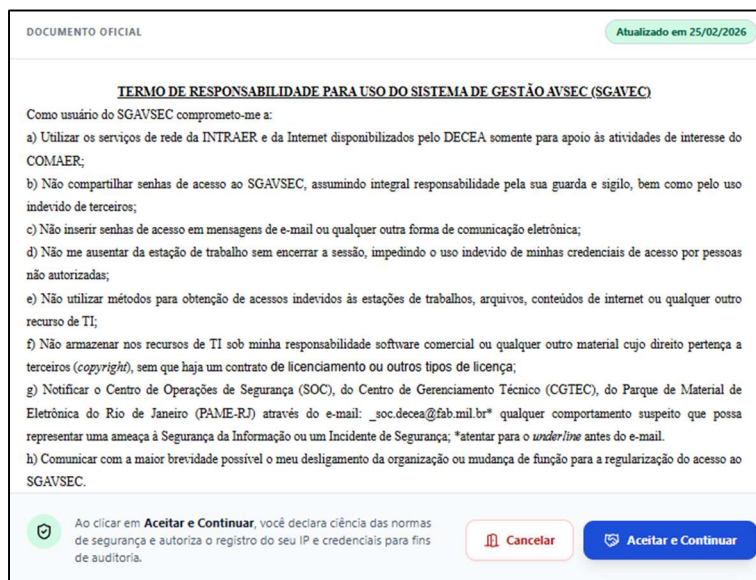 DOCUMENTO OFICIAL
Atualizado em 25/02/2026
TERMO DE RESPONSABILIDADE PARA USO DO SISTEMA DE GESTÃO AVSEC (SGAVEC)
Como usuário do SGAVSEC comprometo-me a:
a) Utilizar os serviços de rede da INTRAER e da Internet disponibilizados pelo DECEA somente para apoio às atividades de interesse do
COMAER;
b) Não compartilhar senhas de acesso ao SGAVSEC, assumindo integral responsabilidade pela sua guarda e sigilo, bem como pelo uso
indevido de terceiros;
c) Não inserir senhas de acesso em mensagens de e-mail ou qualquer outra forma de comunicação eletrônica;
d) Não me ausentar da estação de trabalho sem encerrar a sessão, impedindo o uso indevido de minhas credenciais de acesso por pessoas
não autorizadas;
e) Não utilizar métodos para obtenção de acessos indevidos às estações de trabalhos, arquivos, conteúdos de internet ou qualquer outro
recurso de TI;
f) Não armazenar nos recursos de TI sob minha responsabilidade software comercial ou qualquer outro material cujo direito pertença a
terceiros (copyright), sem que haja um contrato de licenciamento ou outros tipos de licença;
g) Notificar o Centro de Operações de Segurança (SOC), do Centro de Gerenciamento Técnico (CGTEC), do Parque de Material de
Eletrônica do Rio de Janeiro (PAME-RJ) através do e-mail: _soc.decea@fab.mil.br* qualquer comportamento suspeito que possa
representar uma ameaça à Segurança da Informação ou um Incidente de Segurança; *atentar para o underline antes do e-mail.
h) Comunicar com a maior brevidade possível o meu desligamento da organização ou mudança de função para a regularização do acesso ao
SGAVSEC.
Ao clicar em Aceitar e Continuar, você declara ciência das normas
de segurança e autoriza o registro do seu IP e credenciais para fins
de auditoria.
Cancelar
Aceitar e Continuar